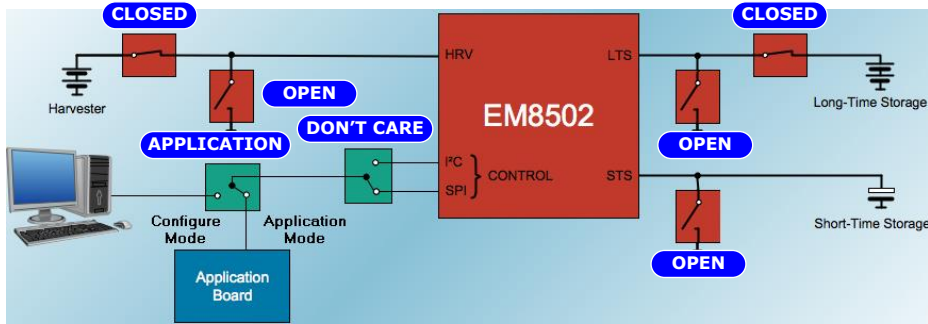 CLOSED
CLOSED
HRV
LTS
Harvester
OPEN
Long-Time Storage
EM8502
APPLICATION
DON'T CARE
OPEN
I²C
CONTROL
SPI
STS
Configure
Mode
Application
Mode
Short-Time Storage
OPEN
Application
Board